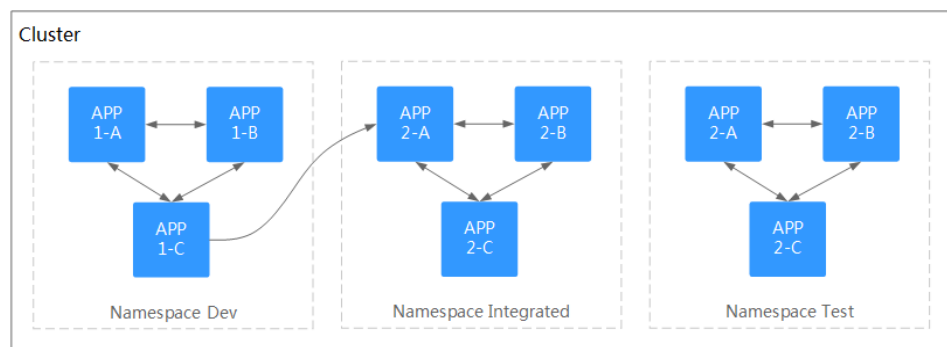 Cluster
APP
1-A
APP
1-B
APP
1-C
Namespace Dev
APP
2-A
APP
2-B
APP
2-C
Namespace Integrated
APP
2-A
APP
2-B
APP
2-C
Namespace Test